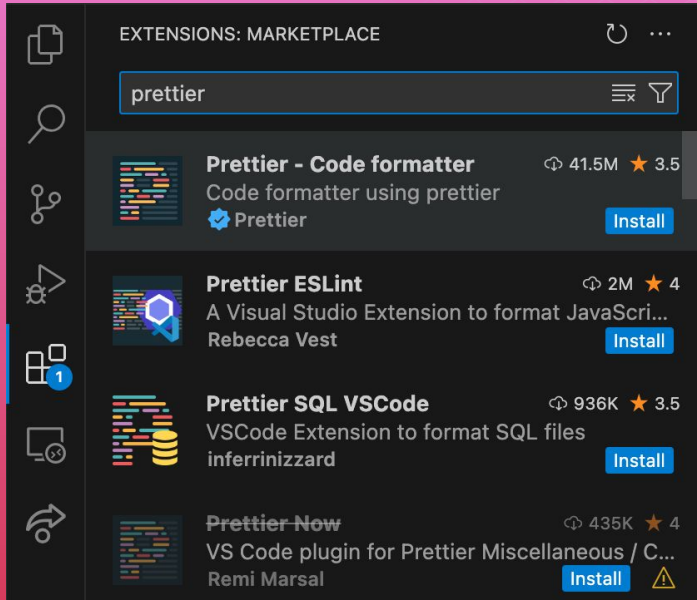 EXTENSIONS: MARKETPLACE
prettier
Prettier - Code formatter 41.5M 3.5
Code formatter using prettier
Prettier Install
Prettier ESLint 2M 4
A Visual Studio Extension to format JavaScri...
Rebecca Vest Install
1
Prettier SQL VSCode 936K 3.5
VSCode Extension to format SQL files
inferrinizzard Install
Prettier Now 435K 4
VS Code plugin for Prettier Miscellaneous / C...
Remi Marsal Install